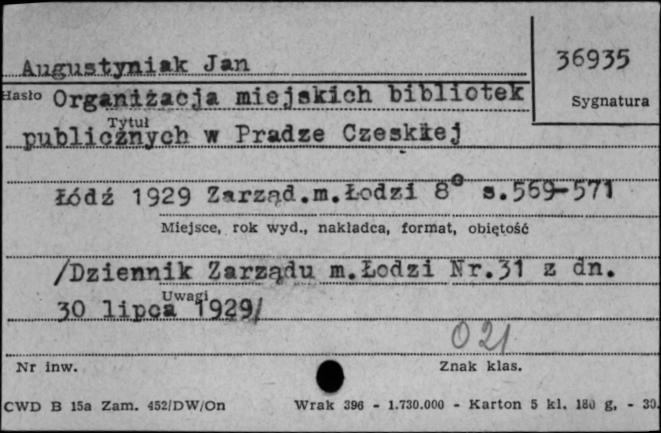 Augustyniak Jan
36935
Hasło Organizacja miejskich bibliotek
Sygnatura
Tytuł
publicznych w Pradze Czeskiej
Łódź 1929 Zarząd.m.Łodzi 8° s.569-571
Miejsce, rok wyd., nakładca, format, obiętość
/Dziennik Zarządu m.Łodzi Nr.31 z dn.
Uwagi
30 lipca 1929/
021
Nr inw.
Znak klas.
CWD B 15a Zam. 452/DW/On Wrak 396 - 1.730.000 - Karton 5 kl. 180 g. - 30.